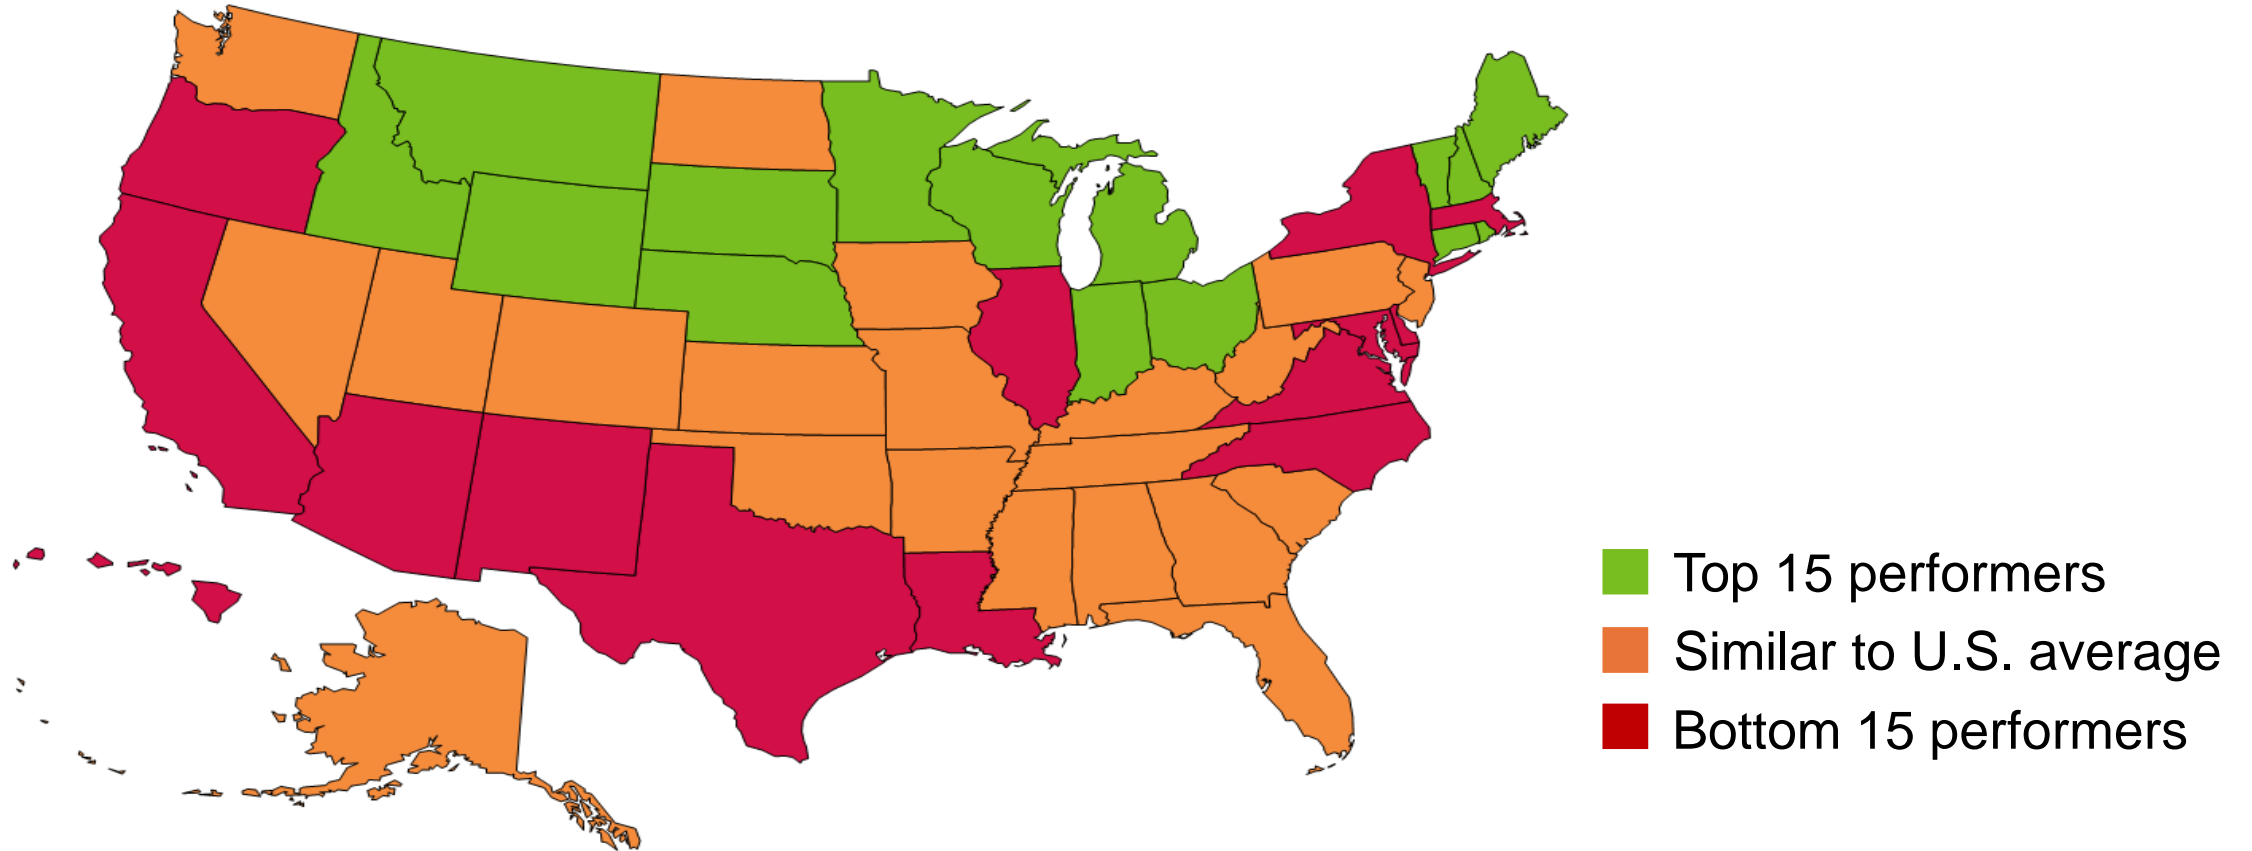 Top 15 performers
Similar to U.S. average
Bottom 15 performers